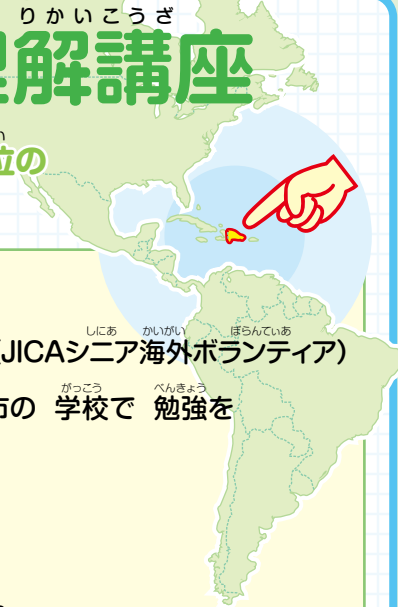 りかいこうざ
理解講座
い
位の
しにあ かいがい ぼらんてぃあ
（JICAシニア海外ボランティア）
がっこう べんきょう
市の 学校で 勉強を